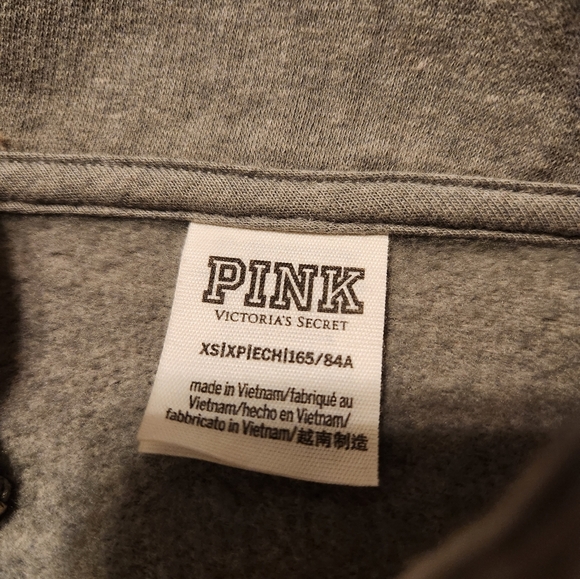 PINK
VICTORIA'S SECRET
XS|XP|ECH|165/84A
made in Vietnam/fabriqué au
Vietnam/hecho en Vietnam/
fabbricato in Vietnam/越南制造